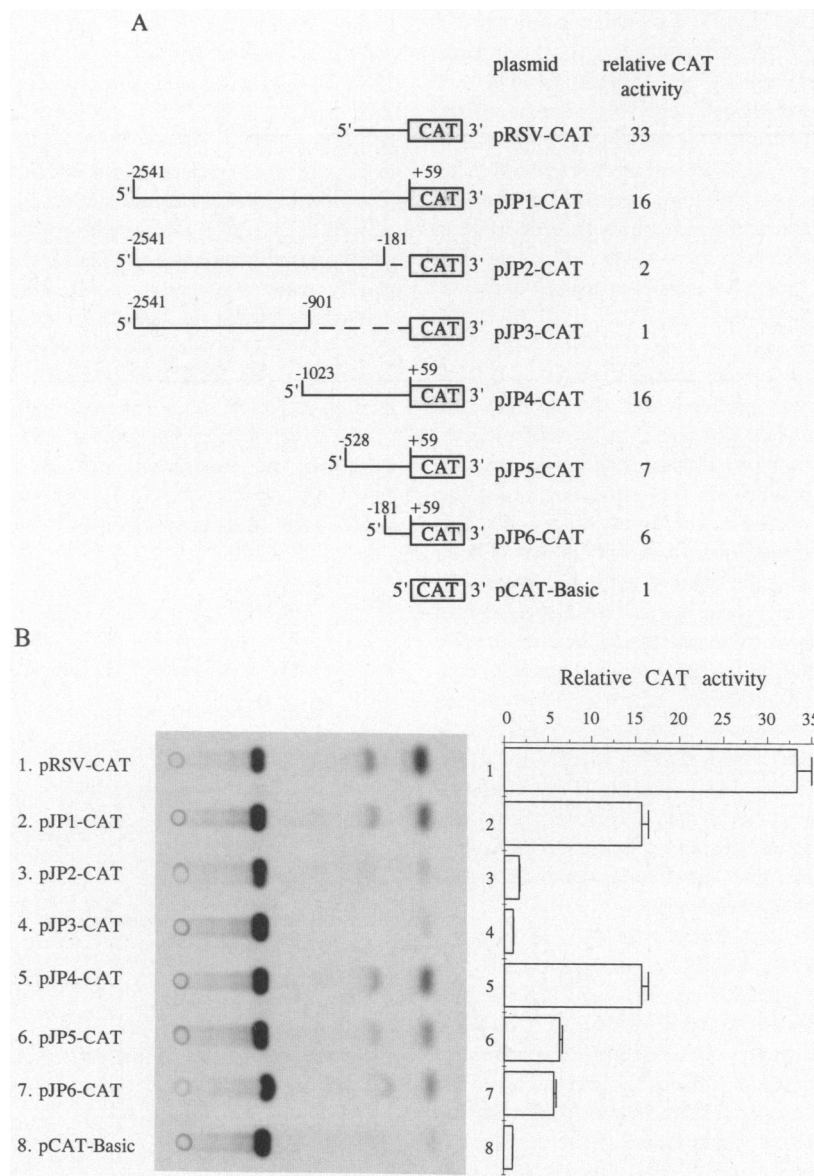 A
plasmid relative CAT
activity
5' CAT 3' pRSV-CAT 33
-2541 +59
5' CAT 3' pJP1-CAT 16
-2541 -181
5' CAT 3' pJP2-CAT 2
-2541 -901
5' CAT 3' pJP3-CAT 1
-1023 +59
5' CAT 3' pJP4-CAT 16
-528 +59
5' CAT 3' pJP5-CAT 7
-181 +59
5' CAT 3' pJP6-CAT 6
5' CAT 3' pCAT-Basic 1
B
Relative CAT activity
0 5 10 15 20 25 30 35
1. pRSV-CAT 1
2. pJP1-CAT 2
3. pJP2-CAT 3
4. pJP3-CAT 4
5. pJP4-CAT 5
6. pJP5-CAT 6
7. pJP6-CAT 7
8. pCAT-Basic 8